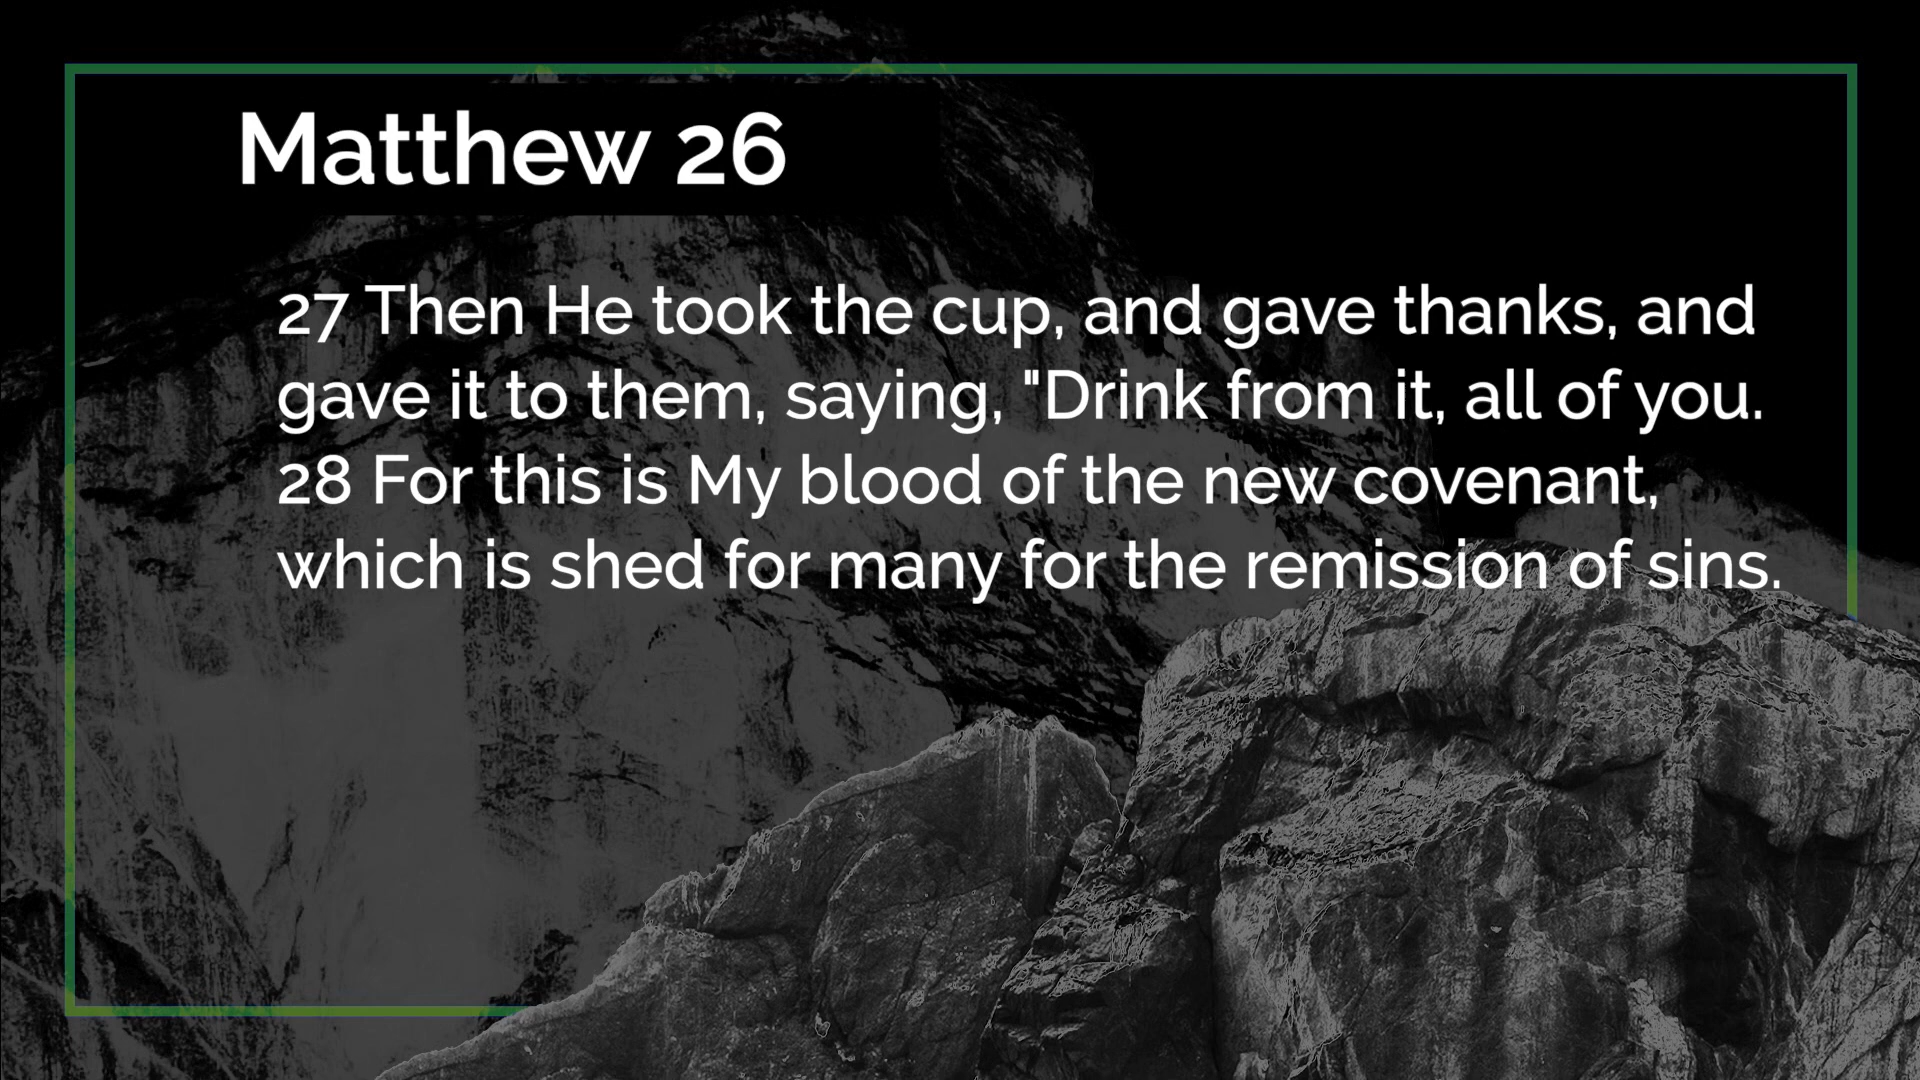 Matthew 26
27 Then He took the cup, and gave thanks, and
gave it to them, saying, "Drink from it, all of you.
28 For this is My blood of the new covenant,
which is shed for many for the remission of sins.